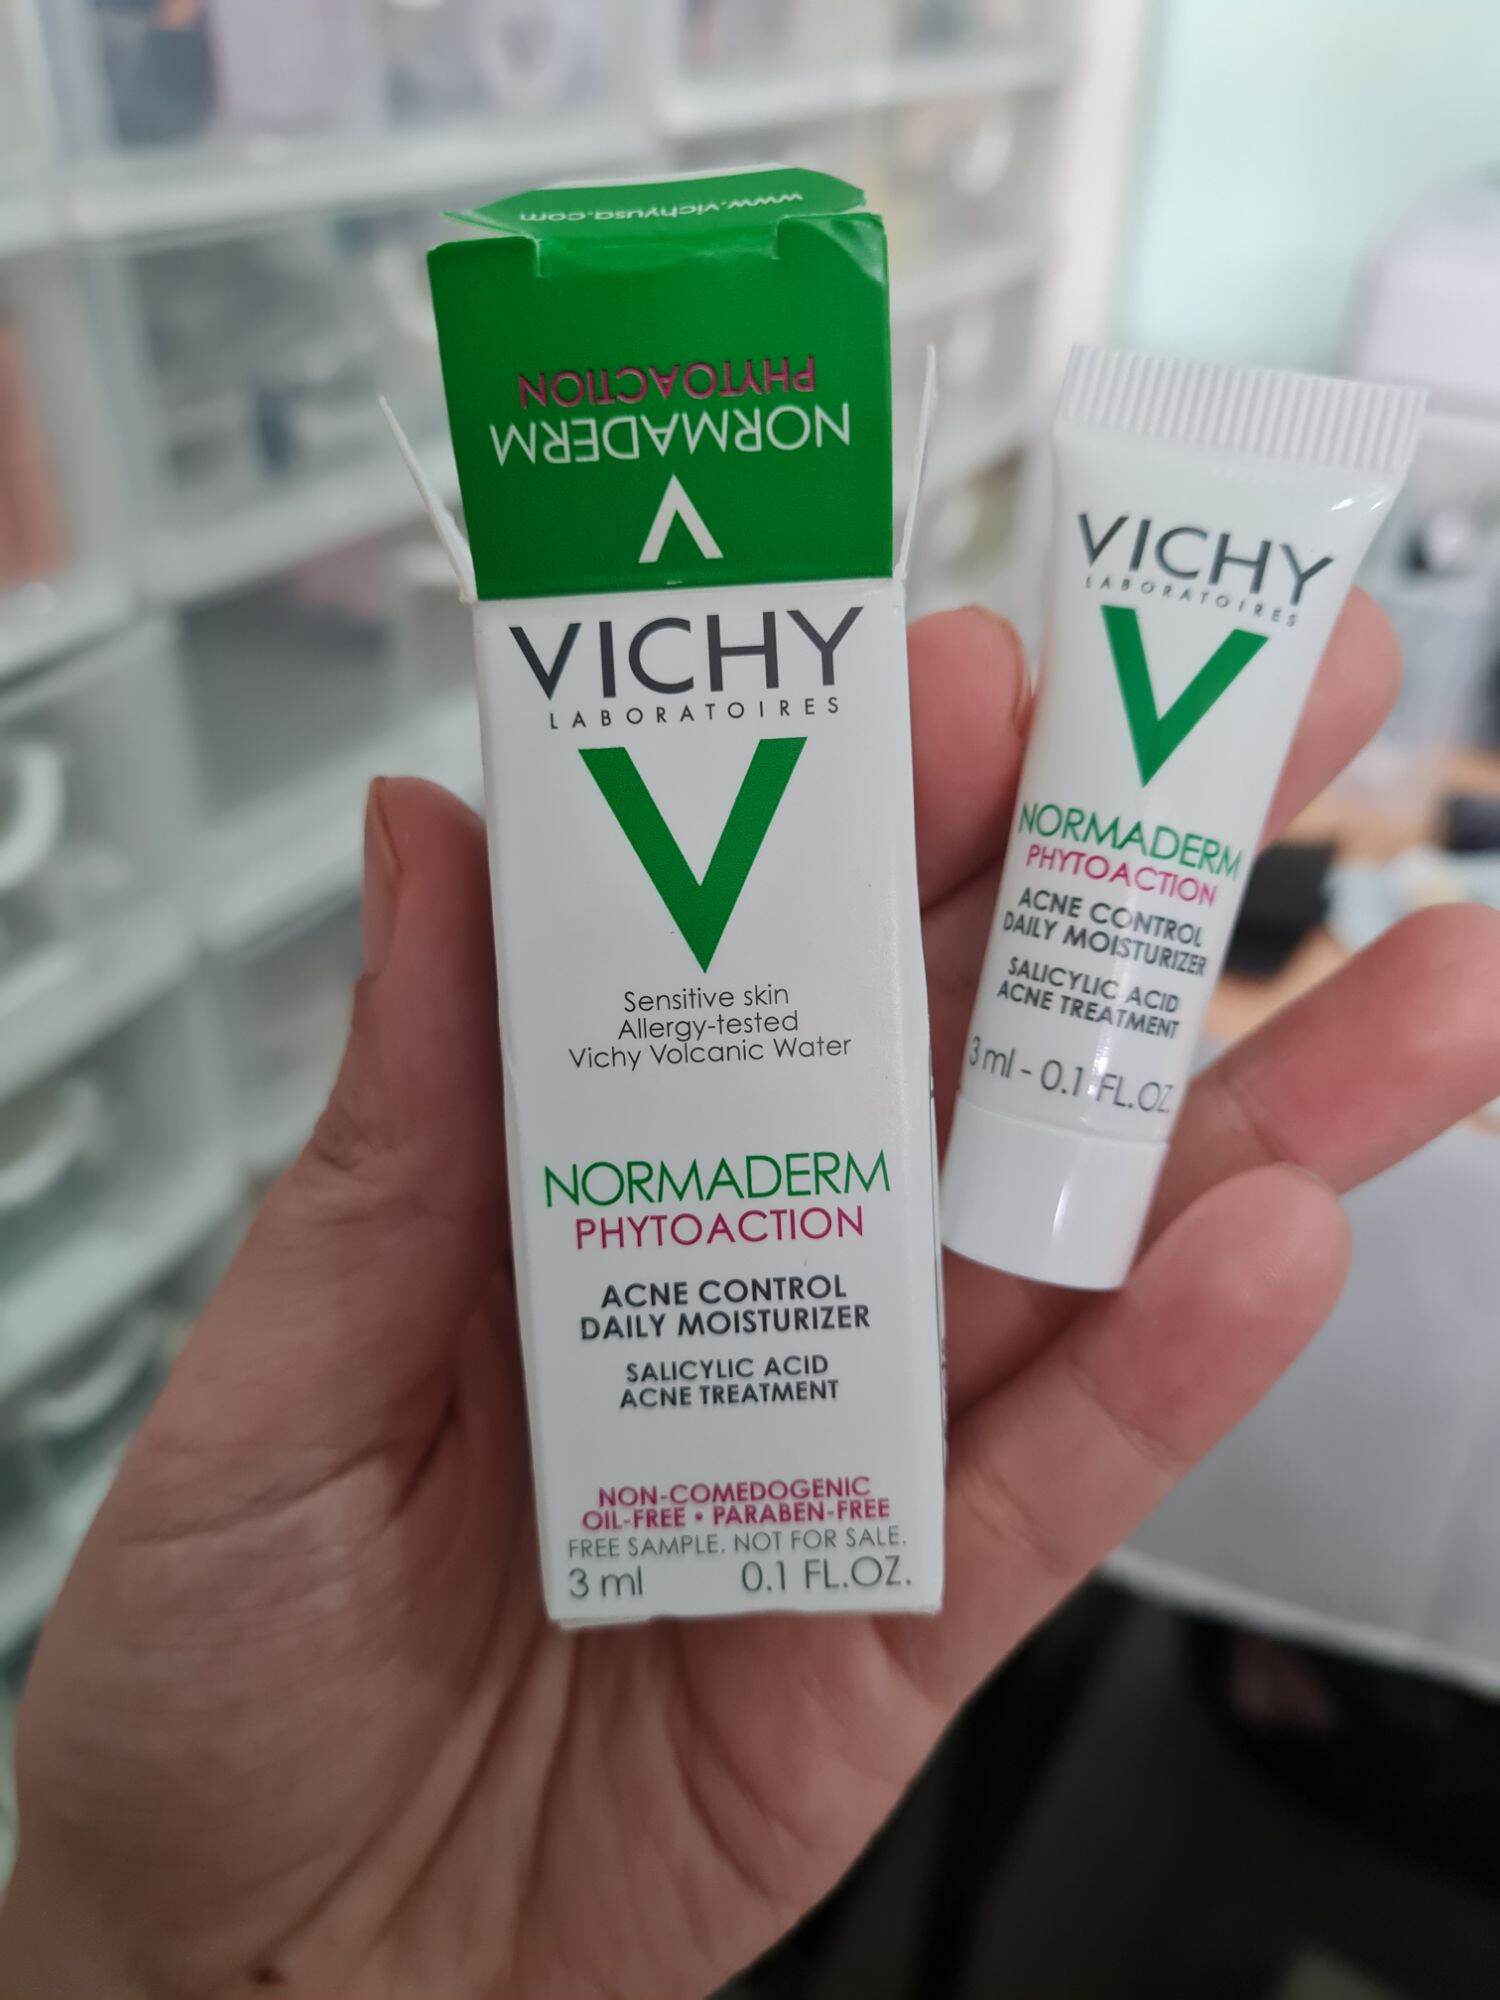 www.vichyusa.com
NORMADERM
PHYTOACTION
V
VICHY
LABORATOIRES
V
Sensitive skin
Allergy-tested
Vichy Volcanic Water
NORMADERM
PHYTOACTION
ACNE CONTROL
DAILY MOISTURIZER
SALICYLIC ACID
ACNE TREATMENT
NON-COMEDOGENIC
OIL-FREE • PARABEN-FREE
FREE SAMPLE. NOT FOR SALE.
3 ml 0.1 FL.OZ.
VICHY
LABORATOIRES
V
NORMADERM
PHYTOACTION
ACNE CONTROL
DAILY MOISTURIZER
SALICYLIC ACID
ACNE TREATMENT
3 ml - 0.1 FL.OZ.